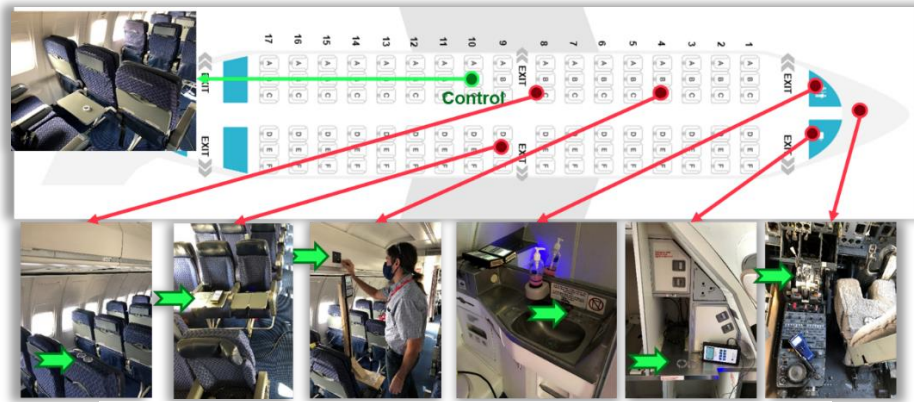 17 16 15 14 13 12 11 10 9 8 7 6 5 4 3 2 1
EXIT EXIT EXIT
A A A A A A A A A A A A A A A A A
B B B B B B B B B B B B B B B B
C C C C C C C C C C C C C C C
Control
D D D D D D D D D D D D D D D D D
E E E E E E E E E E E E E E E E E
F F F F F F F F F F F F F F F F F
EXIT EXIT EXIT